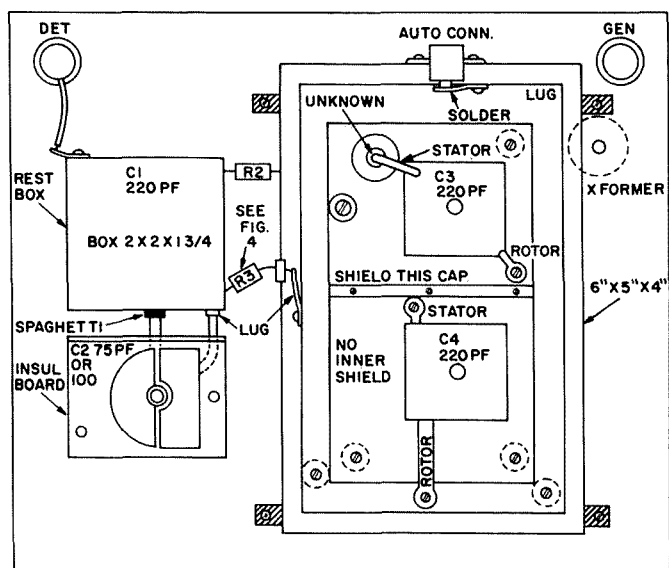 DET
AUTO CONN.
GEN
LUG
UNKNOWN
SOLDER
STATOR
C1
220 PF
R2
C3
220 PF
REST
BOX
X FORMER
SEE
FIG.
4
BOX 2 X 2 X 1 3/4
ROTOR
R3
SHIELD THIS CAP.
6"X 5"X 4"
SPAGHETTI
LUG
STATOR
C2 75 PF
OR
100
C4
220 PF
NO
INNER
SHIELD
INSUL
BOARD
ROTOR